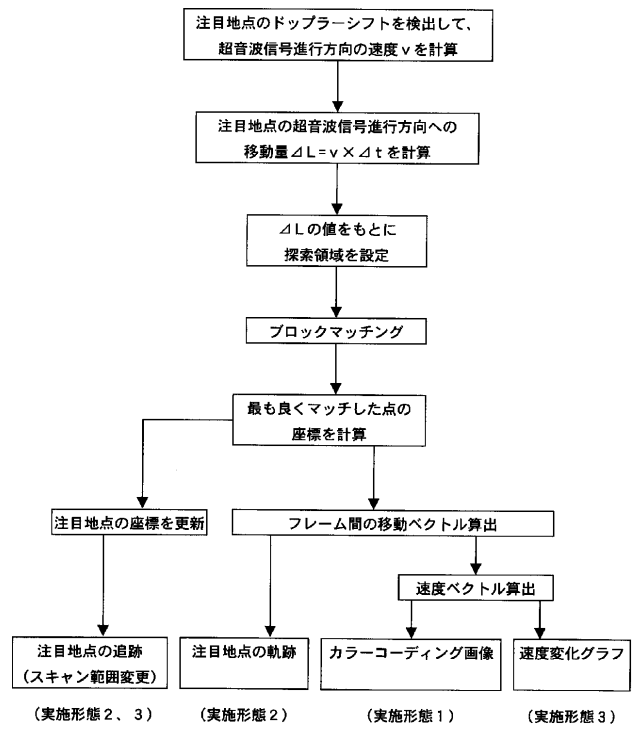 注目地点のドップラーシフトを検出して、
超音波信号進行方向の速度ｖを計算
注目地点の超音波信号進行方向への
移動量⊿Ｌ＝ｖ×⊿ｔを計算
⊿Ｌの値をもとに
探索領域を設定
ブロックマッチング
最も良くマッチした点の
座標を計算
注目地点の座標を更新
フレーム間の移動ベクトル算出
速度ベクトル算出
注目地点の追跡
（スキャン範囲変更）
注目地点の軌跡
カラーコーディング画像
速度変化グラフ
（実施形態２、３）
（実施形態２）
（実施形態１）
（実施形態３）